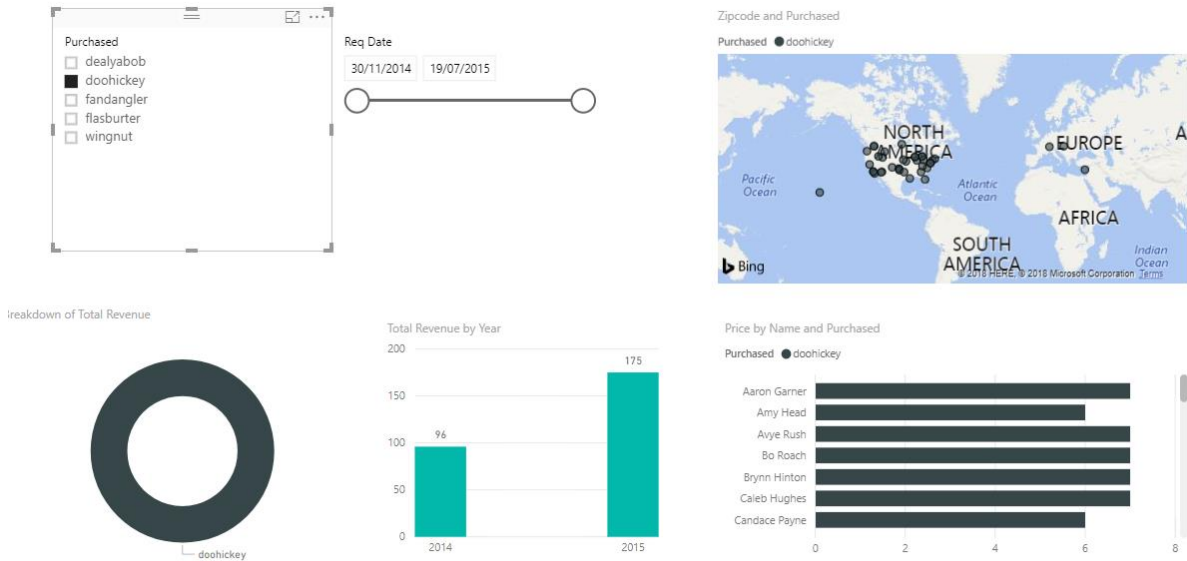 Purchased
dealyabob
doohickey
fandangler
flasburter
wingnut
Req Date
30/11/2014 19/07/2015
Zipcode and Purchased
Purchased doohickey
NORTH
AMERICA
EUROPE
A
Pacific
Ocean
Atlantic
Ocean
AFRICA
SOUTH
AMERICA
Indian
Ocean
Bing
© 2018 HERE, © 2018 Microsoft Corporation Terms
Breakdown of Total Revenue
doohickey
Total Revenue by Year
200
175
150
96
100
50
0
2014 2015
Price by Name and Purchased
Purchased doohickey
Aaron Garner
Amy Head
Avye Rush
Bo Roach
Brynn Hinton
Caleb Hughes
Candace Payne
0 2 4 6 8